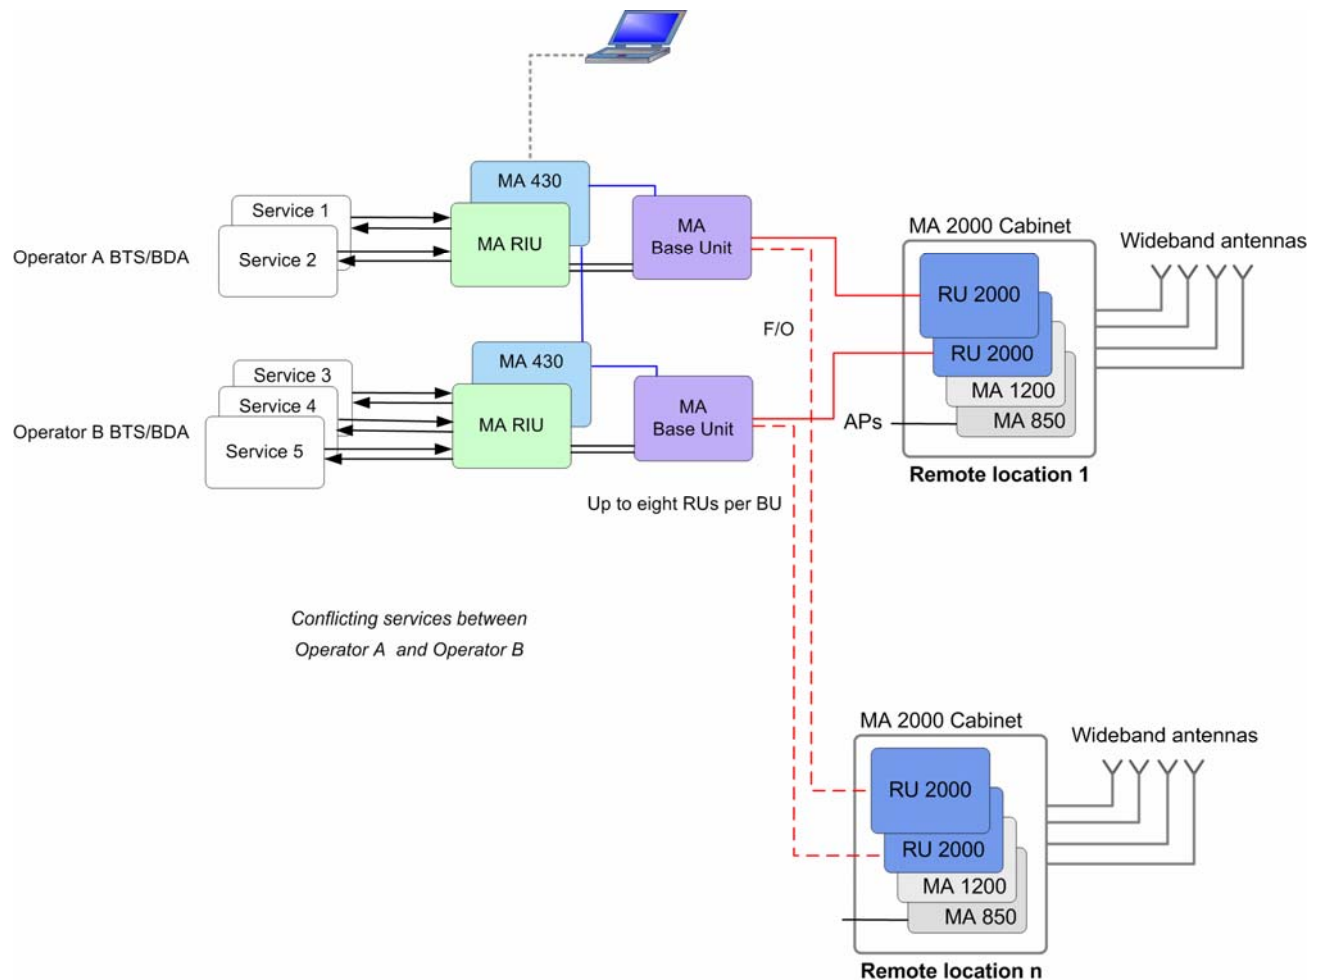 MA 430
Service 1
Service 2
Operator A BTS/BDA
MA RIU
MA
Base Unit
MA 2000 Cabinet
Wideband antennas
RU 2000
RU 2000
MA 1200
MA 850
APs
Remote location 1
F/O
Service 3
Service 4
Service 5
Operator B BTS/BDA
MA 430
MA RIU
MA
Base Unit
Up to eight RUs per BU
Conflicting services between
Operator A and Operator B
MA 2000 Cabinet
Wideband antennas
RU 2000
RU 2000
MA 1200
MA 850
Remote location n